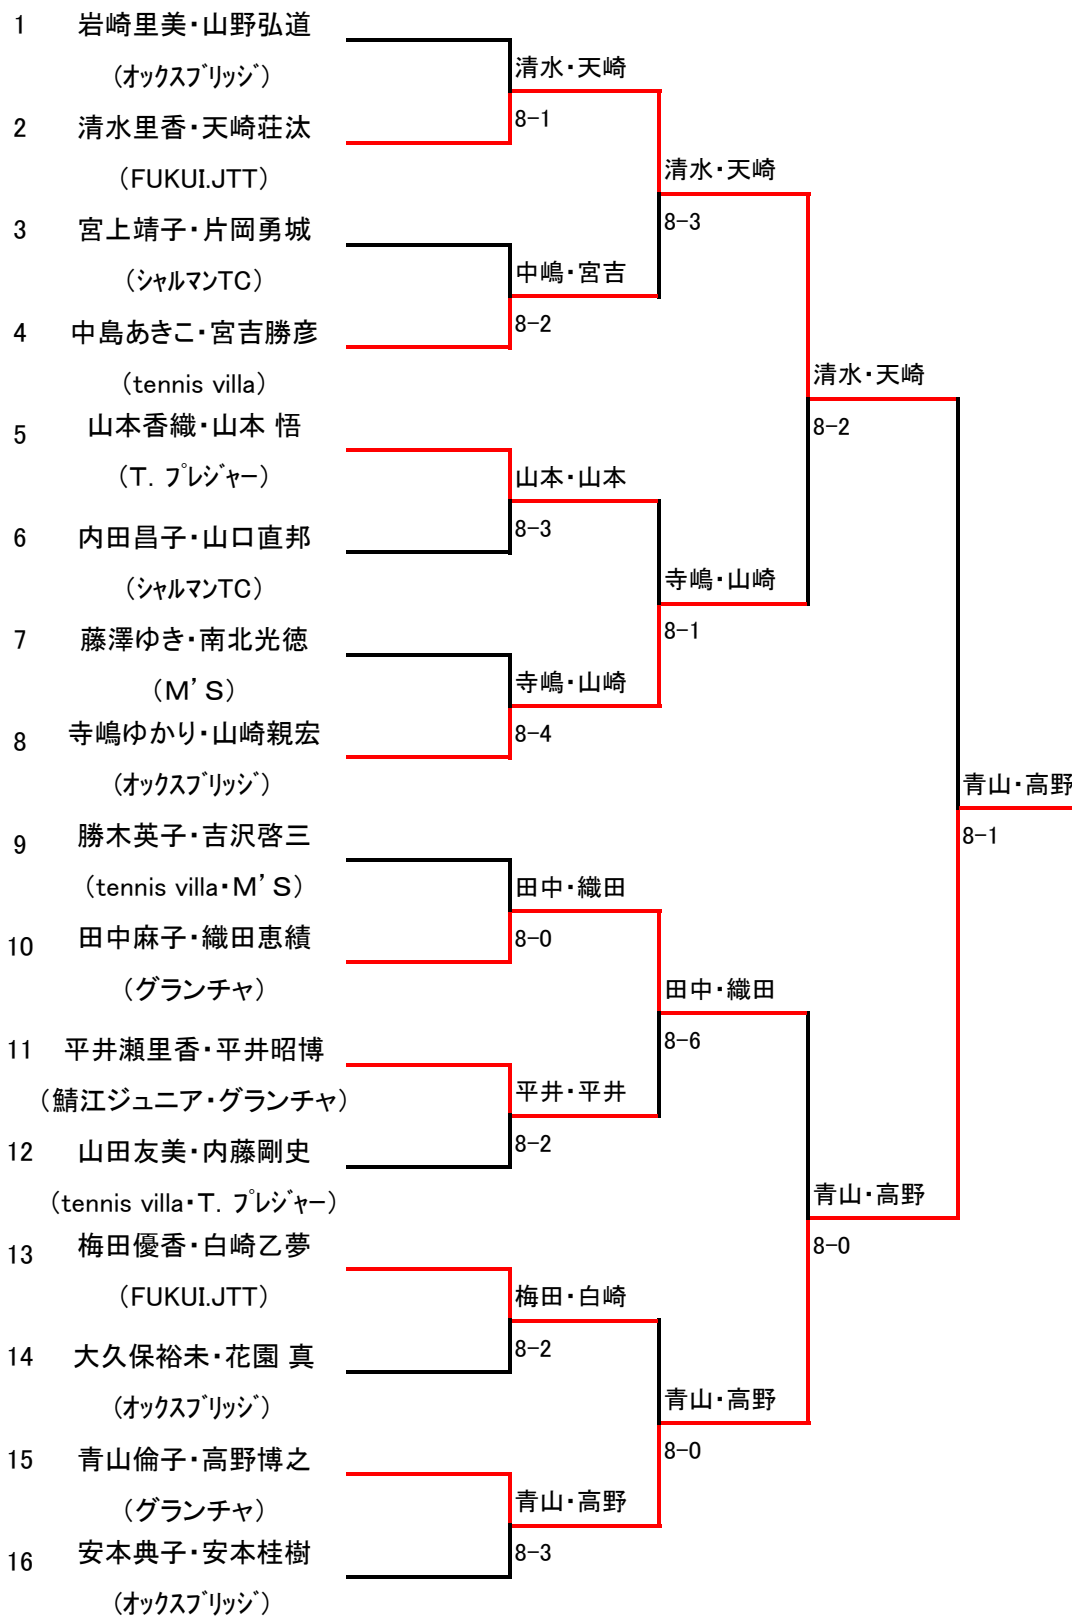 1 岩崎里美・山野弘道
(オックスブリッジ)
2 清水里香・天崎荘汰
(FUKUI.JTT)
3 宮上靖子・片岡勇城
(シャルマンTC)
4 中島あきこ・宮吉勝彦
(tennis villa)
5 山本香織・山本 悟
(T．プレジャー)
6 内田昌子・山口直邦
(シャルマンTC)
7 藤澤ゆき・南北光徳
(M’S)
8 寺嶋ゆかり・山崎親宏
(オックスブリッジ)
9 勝木英子・吉沢啓三
(tennis villa・M’S)
10 田中麻子・織田恵績
(グランチャ)
11 平井瀬里香・平井昭博
(鯖江ジュニア・グランチャ)
12 山田友美・内藤剛史
(tennis villa・T．プレジャー)
13 梅田優香・白崎乙夢
(FUKUI.JTT)
14 大久保裕未・花園 真
(オックスブリッジ)
15 青山倫子・高野博之
(グランチャ)
16 安本典子・安本桂樹
(オックスブリッジ)
清水・天崎
8-1
中嶋・宮吉
8-2
山本・山本
8-3
寺嶋・山崎
8-4
田中・織田
8-0
平井・平井
8-2
梅田・白崎
8-2
青山・高野
8-3
清水・天崎
8-3
寺嶋・山崎
8-1
田中・織田
8-6
青山・高野
8-0
清水・天崎
8-2
青山・高野
8-0
青山・高野
8-1